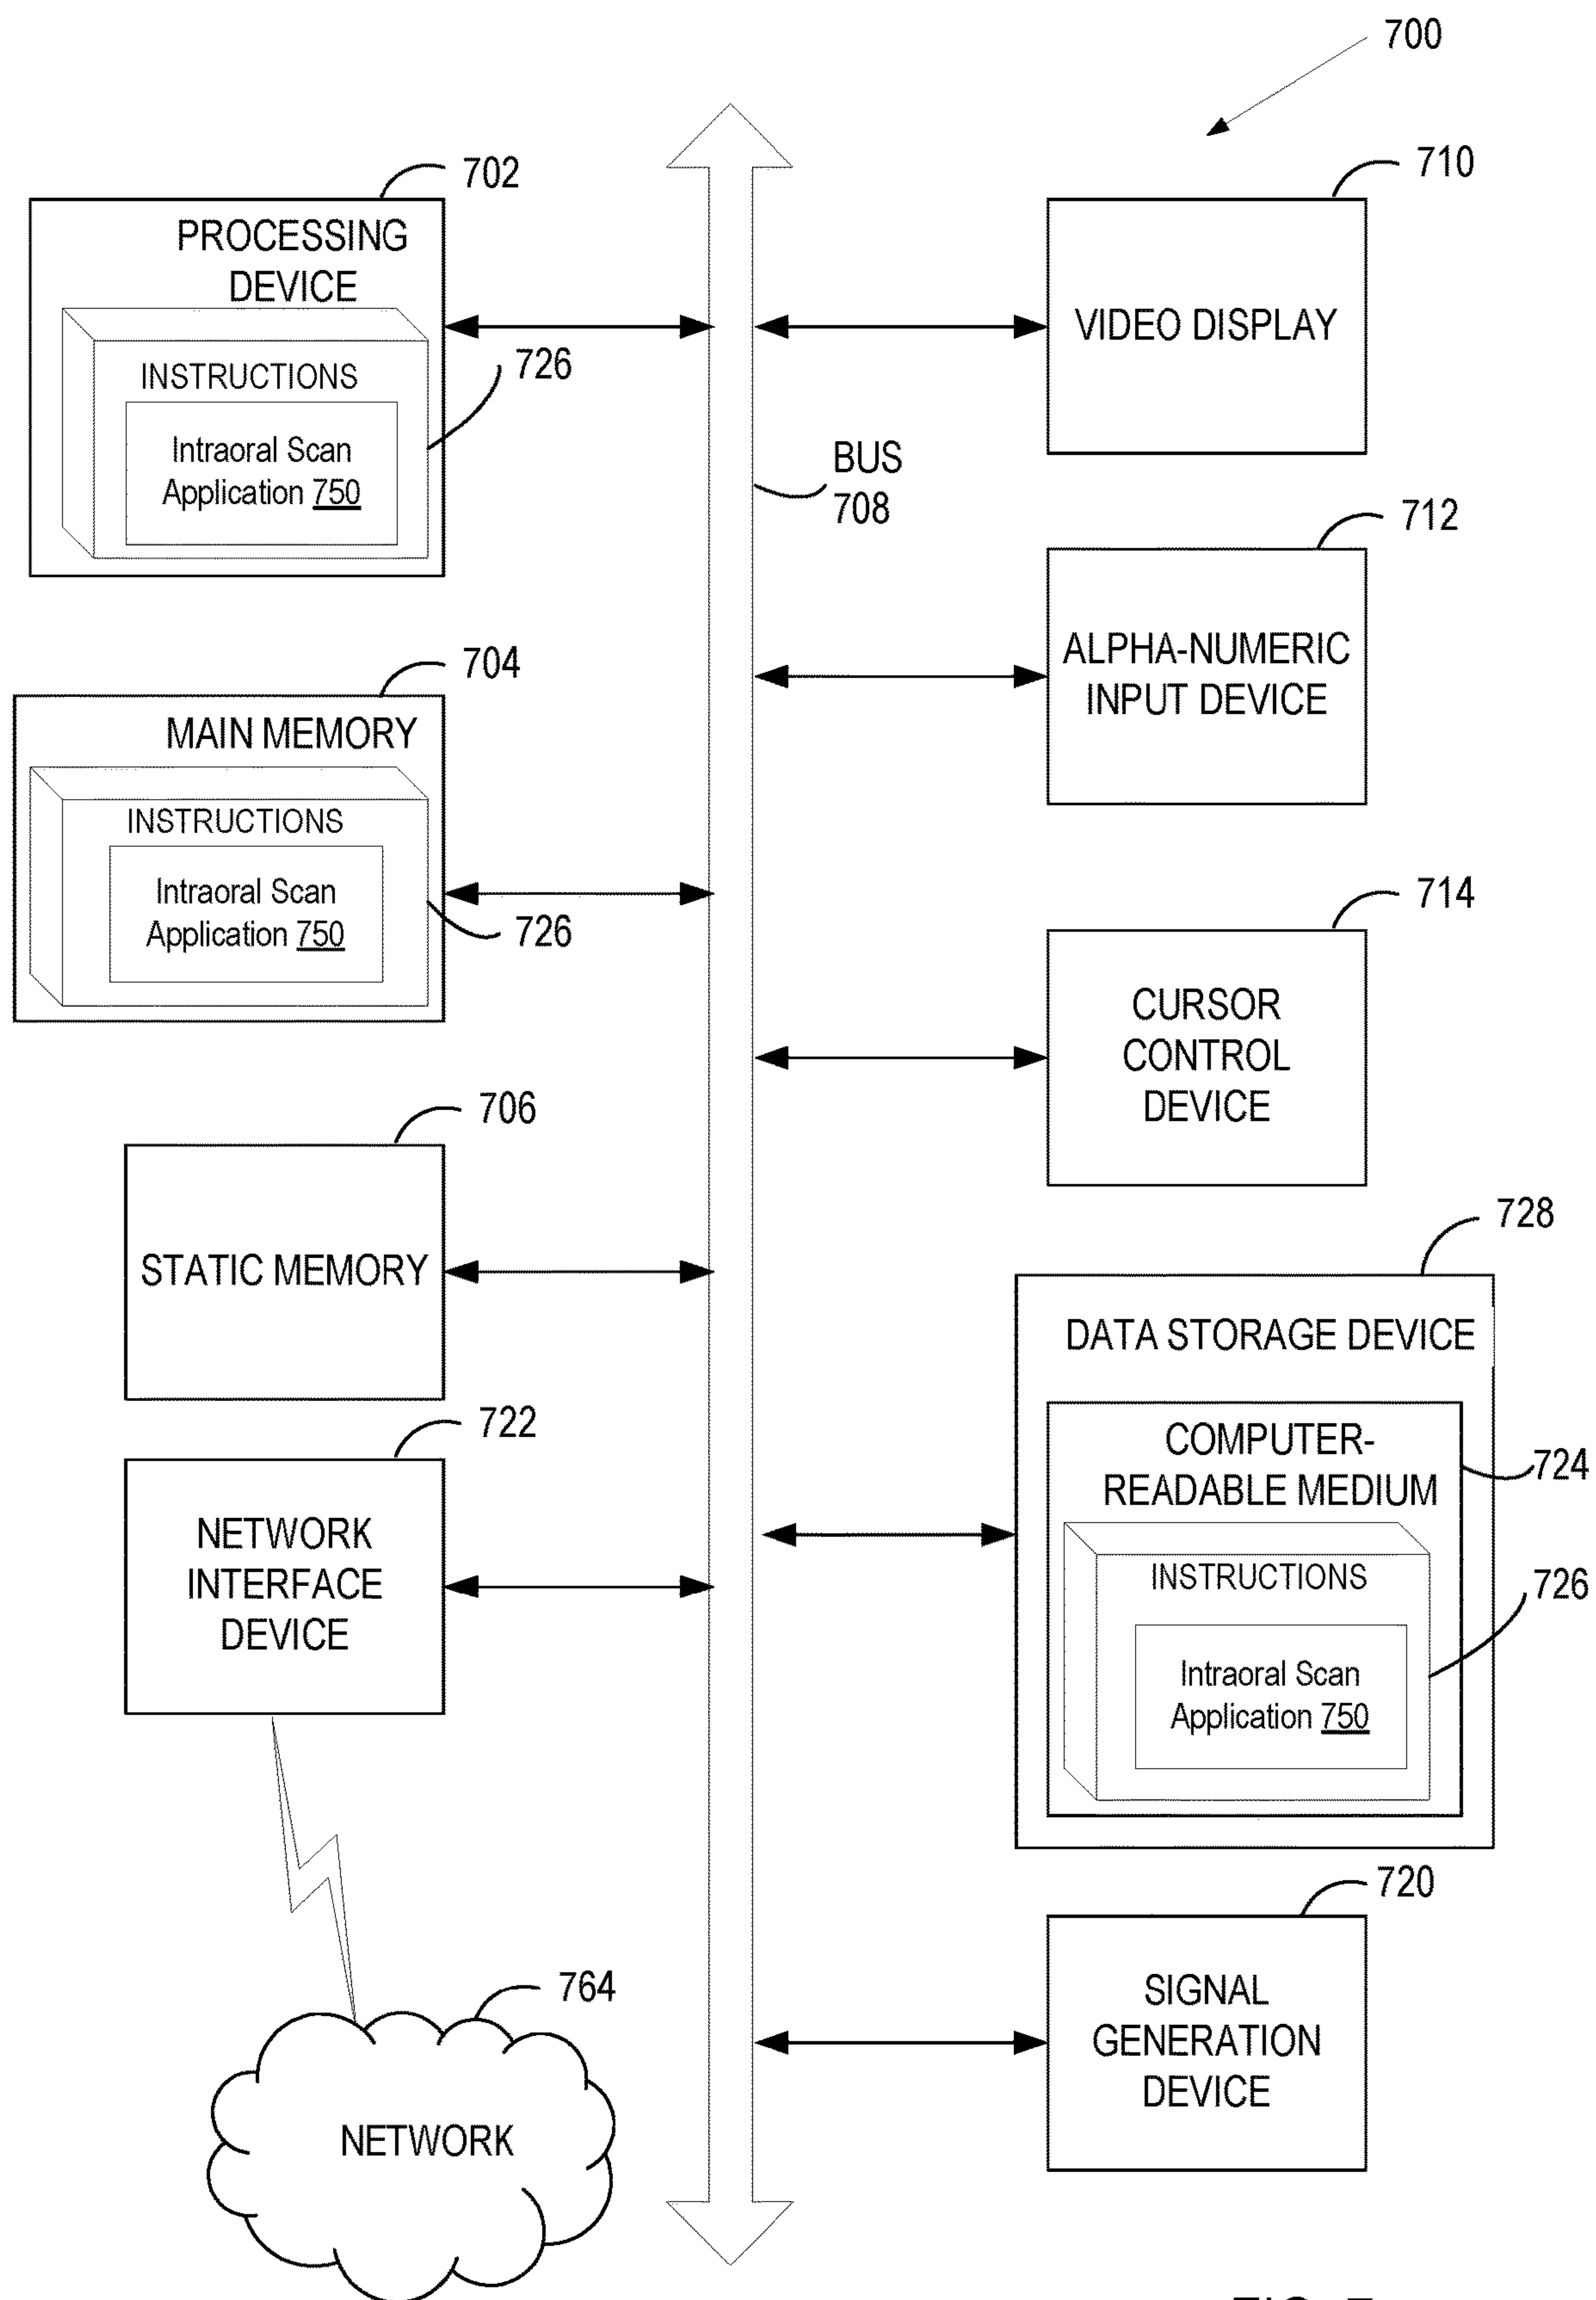 700
702
PROCESSING
DEVICE
INSTRUCTIONS
726
Intraoral Scan
Application 750
704
MAIN MEMORY
INSTRUCTIONS
Intraoral Scan
Application 750
726
706
STATIC MEMORY
722
NETWORK
INTERFACE
DEVICE
764
NETWORK
BUS
708
710
VIDEO DISPLAY
712
ALPHA-NUMERIC
INPUT DEVICE
714
CURSOR
CONTROL
DEVICE
728
DATA STORAGE DEVICE
COMPUTER-
READABLE MEDIUM
724
INSTRUCTIONS
726
Intraoral Scan
Application 750
720
SIGNAL
GENERATION
DEVICE